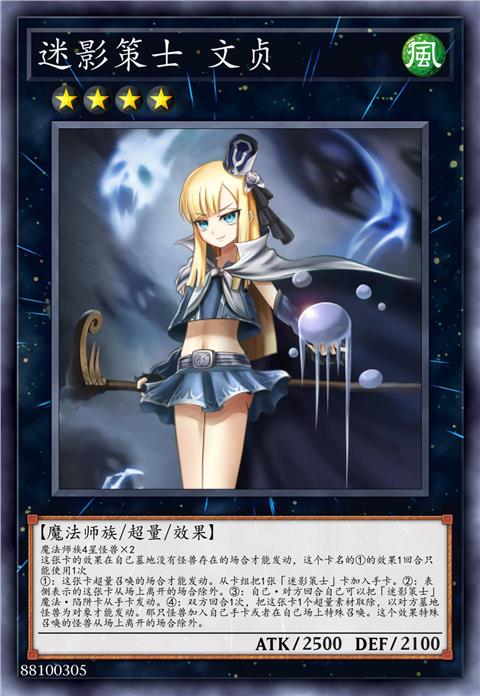 迷影策士 文贞
風
【魔法师族/超量/效果】
魔法师族4星怪兽×2
这张卡的效果在自己墓地没有怪兽存在的场合才能发动，这个卡名的①的效果1回合只
能使用1次
①：这张卡超量召唤的场合才能发动。从卡组把1张「迷影策士」卡加入手卡。②：表
侧表示的这张卡从场上离开的场合除外。③：自己·对方回合自己可以把「迷影策士」
魔法·陷阱卡从手卡发动。④：双方回合1次，把这张卡1个超量素材取除，以对方墓地
怪兽为对象才能发动。那只怪兽加入自己手卡或者在自己场上特殊召唤。这个效果特殊
召唤的怪兽从场上离开的场合除外。
ATK/2500 DEF/2100
88100305